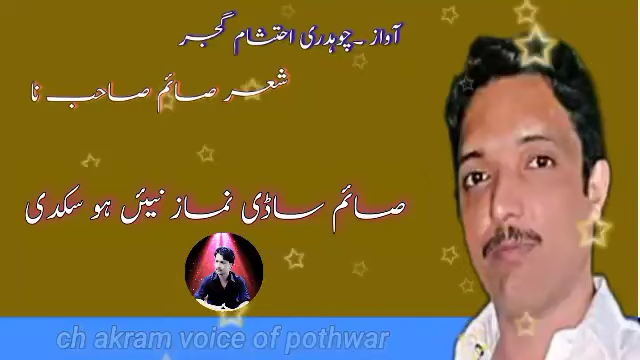 آواز ۔چوہدری احتشام گجر
شعر صائم صاحب نا
صائم ساڈی نماز نیئں ہو سکدی
ch akram voice of pothwar